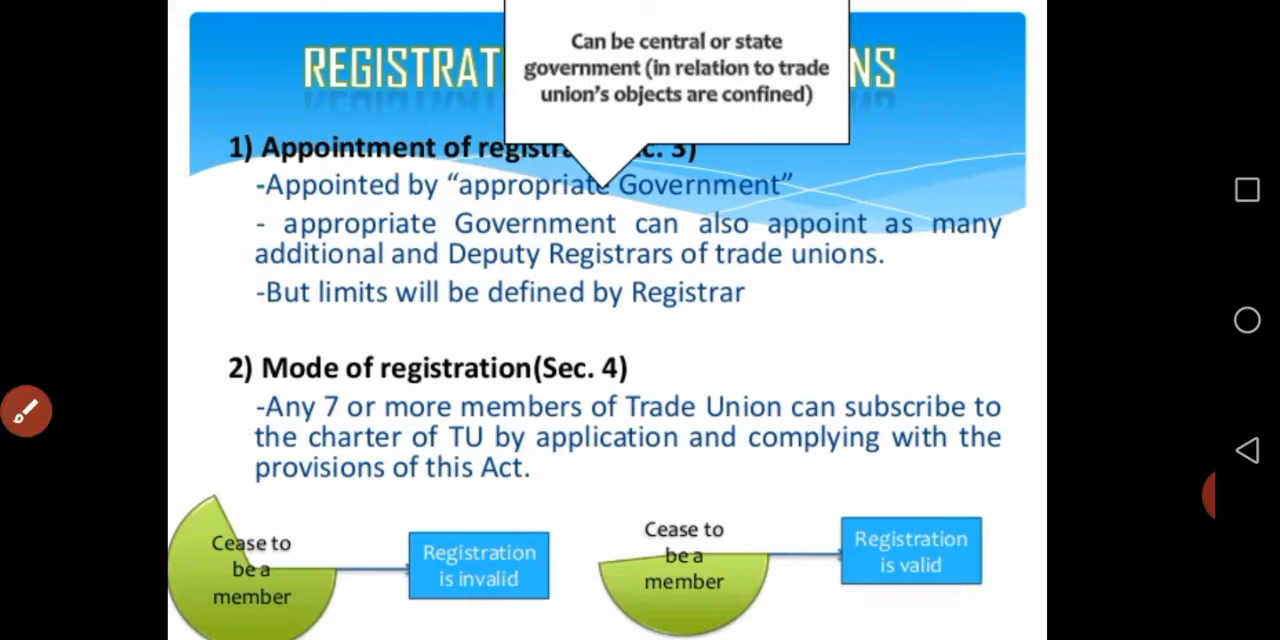 Can be central or state
government (in relation to trade
union's objects are confined)
REGISTRAT NS
1) Appointment of registra c. 3)
-Appointed by "appropriate Government"
- appropriate Government can also appoint as many
additional and Deputy Registrars of trade unions.
-But limits will be defined by Registrar
2) Mode of registration(Sec. 4)
-Any 7 or more members of Trade Union can subscribe to
the charter of TU by application and complying with the
provisions of this Act.
Cease to
be a
member
Registration
is invalid
Cease to
be a
member
Registration
is valid